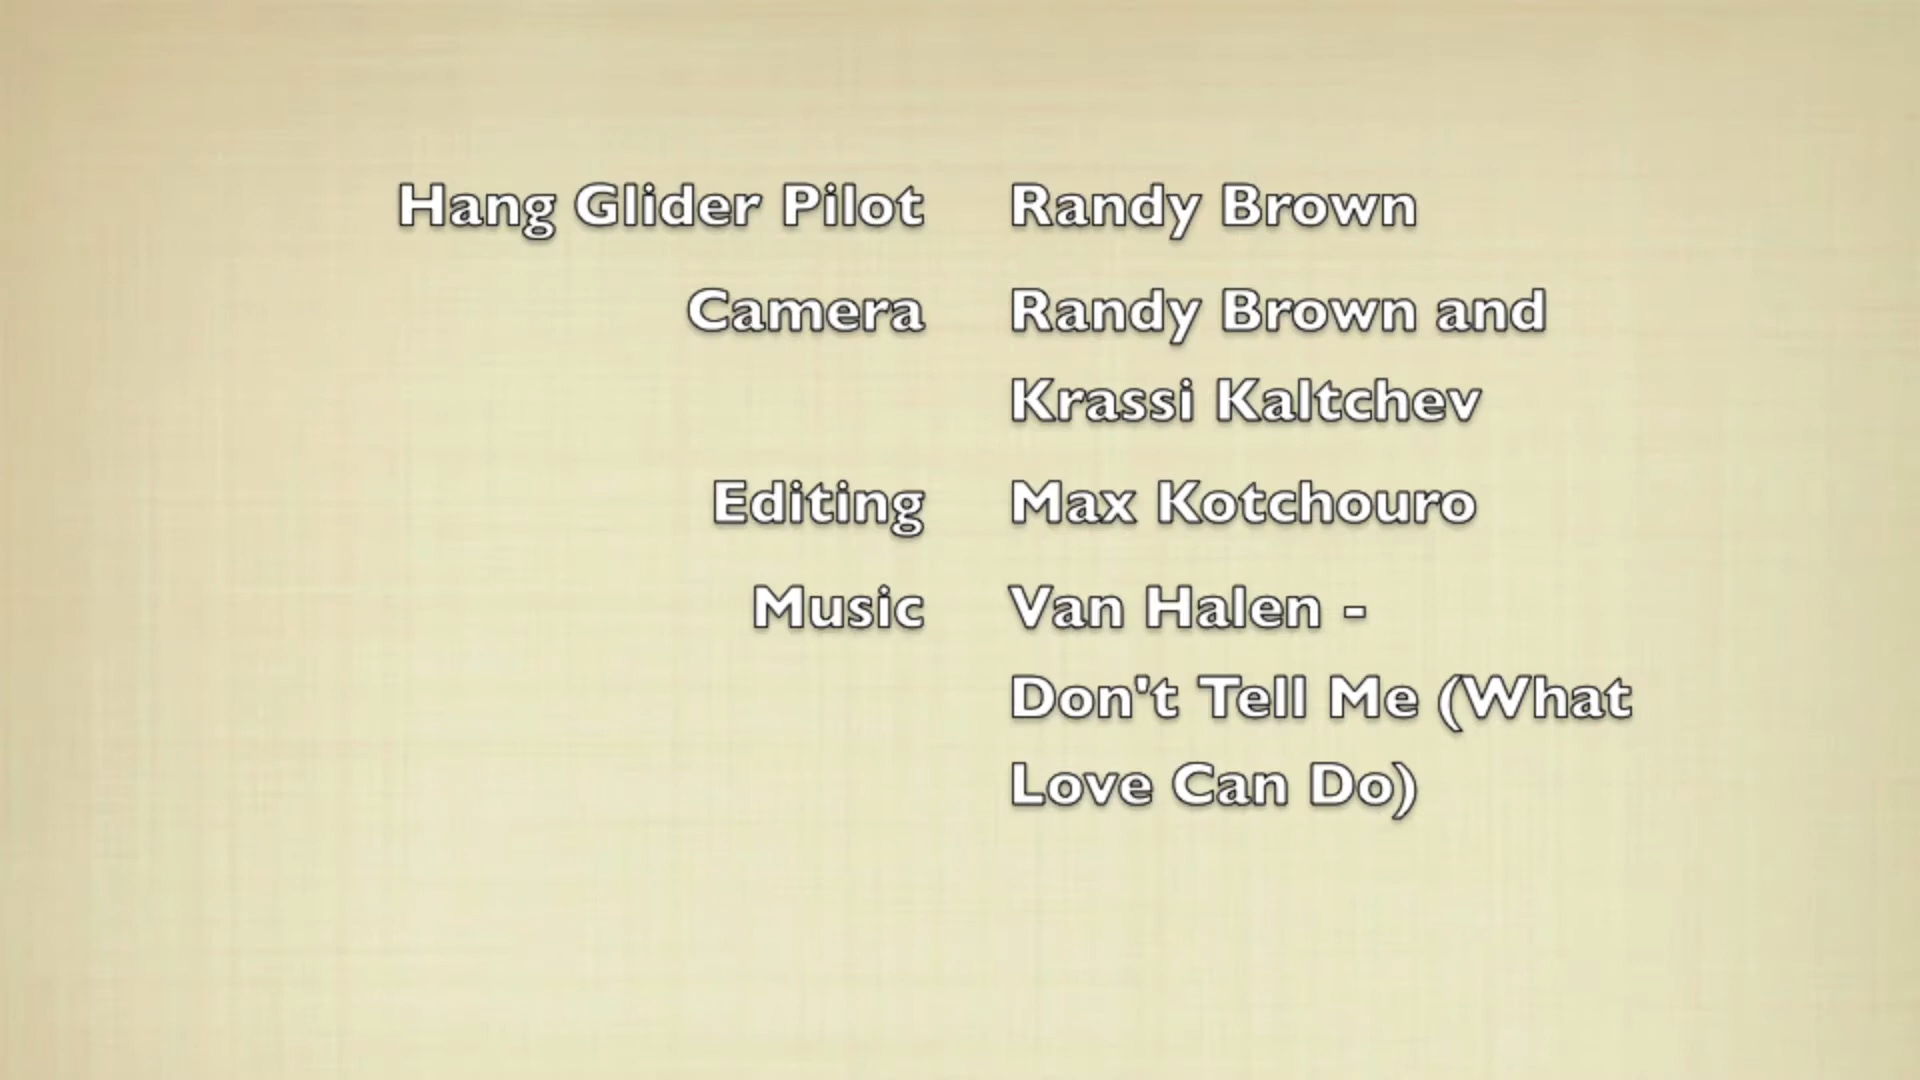 Hang Glider Pilot Randy Brown
Camera Randy Brown and
Krassi Kaltchev
Editing Max Kotchouro
Music Van Halen -
Don't Tell Me (What
Love Can Do)